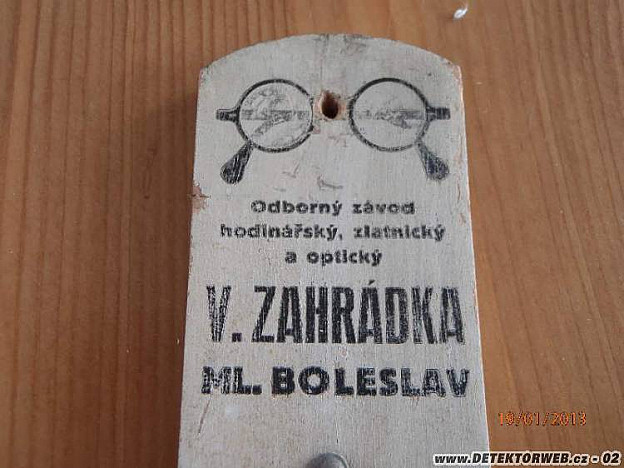 Odborný závod
hodinářský, zlatnický
a optický
V. ZAHRÁDKA
ML. BOLESLAV
19/01/2013
www.DETEKTORWEB.cz - 02